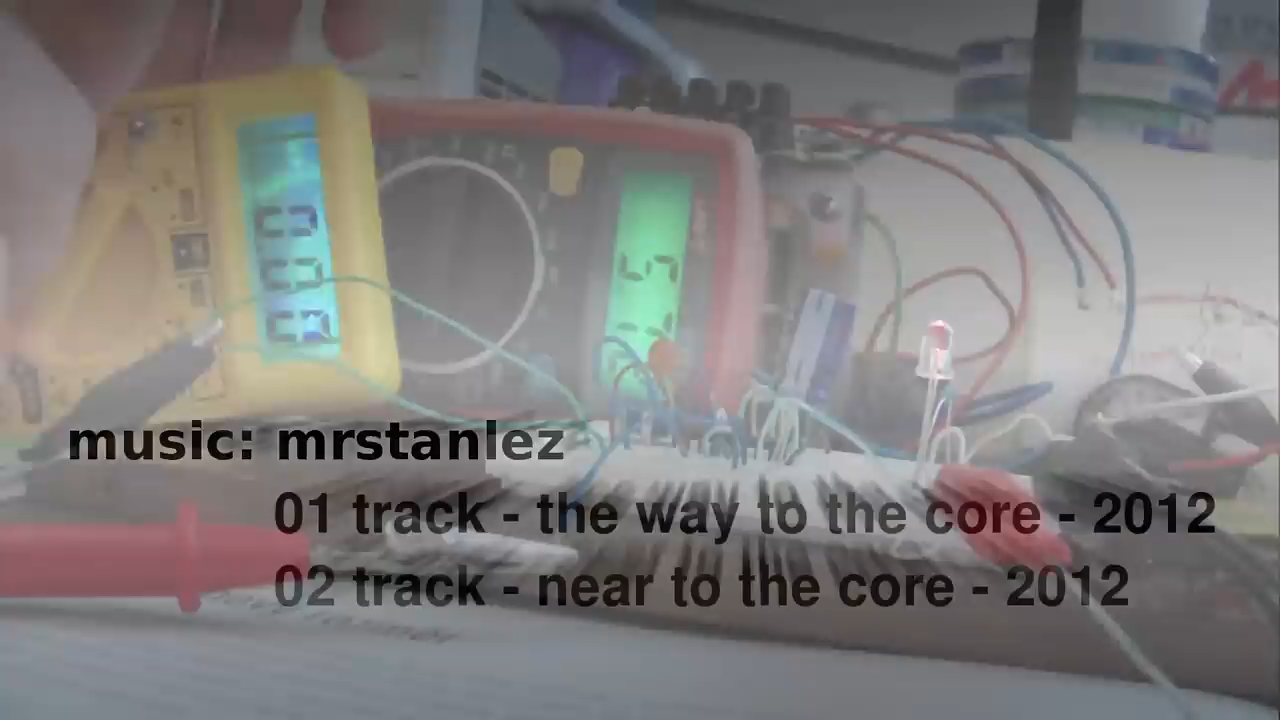 music: mrstanlez
01 track - the way to the core - 2012
02 track - near to the core - 2012